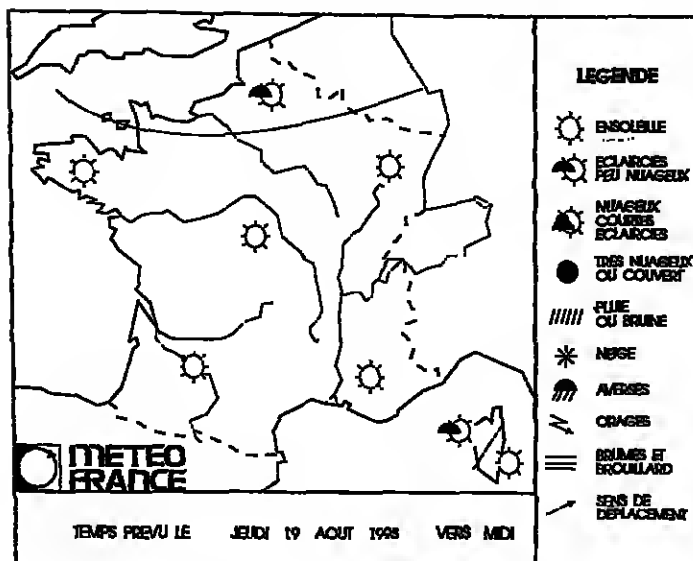 LEGENDE
ENSOLEILLE
ECLAIRCIES
PEU NUAGEUX
NUAGEUX
COURTES
ECLAIRCIES
TRES NUAGEUX
OU COUVERT
PLUIE
OU BRUINE
NEIGE
AVERSES
ORAGES
BRUMES ET
BROUILLARD
SENS DE
DEPLACEMENT
METEO
FRANCE
TEMPS PREVU LE JEUDI 19 AOUT 1993 VERS MIDI